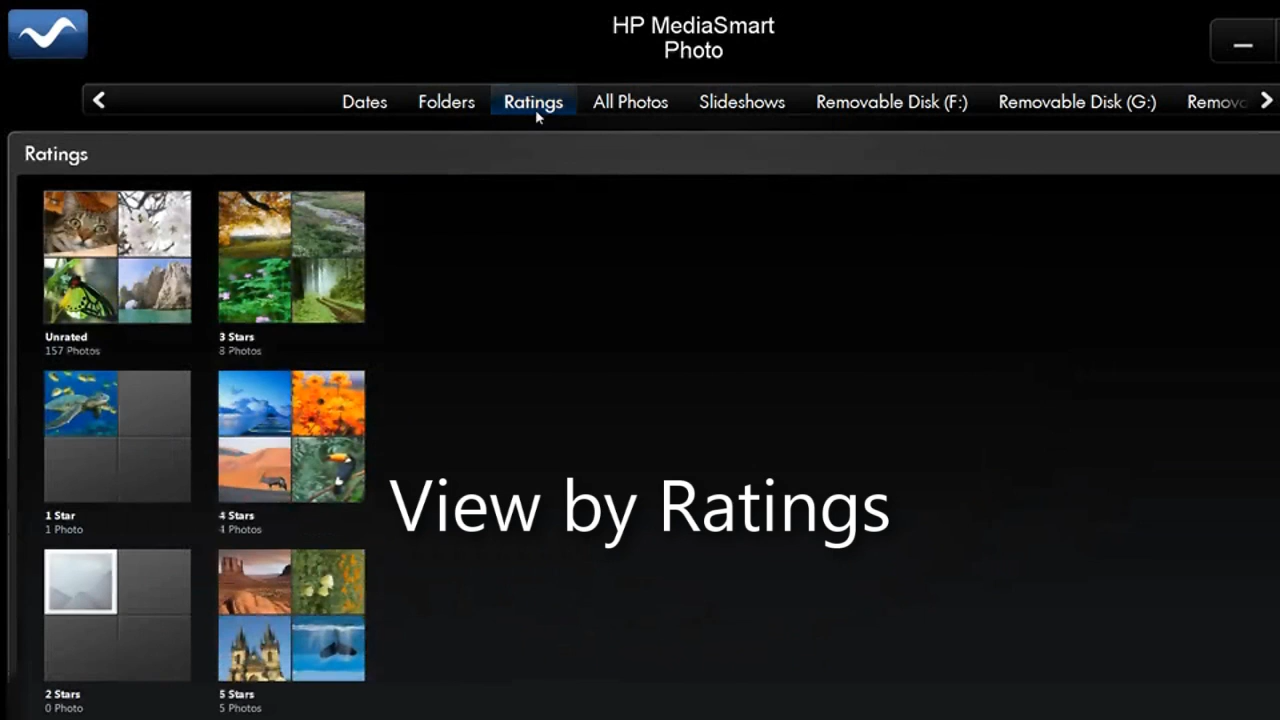 HP MediaSmart
Photo
Dates Folders Ratings All Photos Slideshows Removable Disk (F:) Removable Disk (G:)
Ratings
Unrated
157 Photos
3 Stars
8 Photos
1 Star
1 Photo
4 Stars
4 Photos
View by Ratings
2 Stars
0 Photo
5 Stars
5 Photos